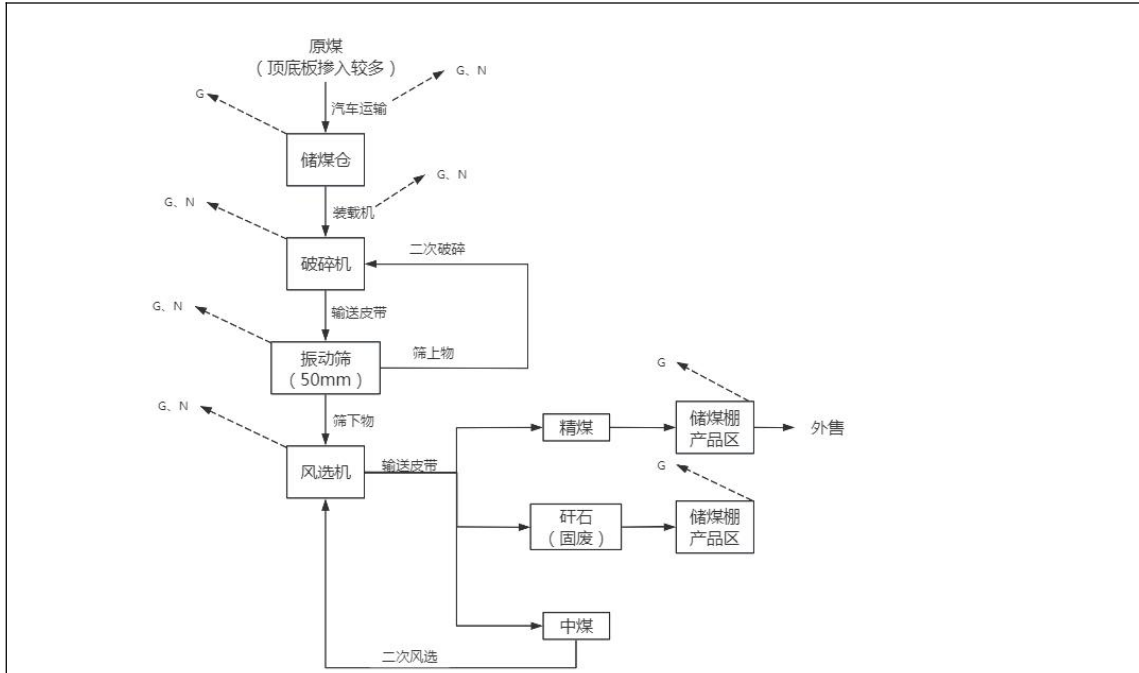 原煤
（顶底板掺入较多）
G、N
G
汽车运输
储煤仓
G、N
装载机
G、N
二次破碎
破碎机
输送皮带
G、N
筛上物
振动筛
（50mm）
G
G、N
筛下物
精煤
储煤棚
产品区
外售
风选机
输送皮带
G
矸石
（固废）
储煤棚
产品区
中煤
二次风选